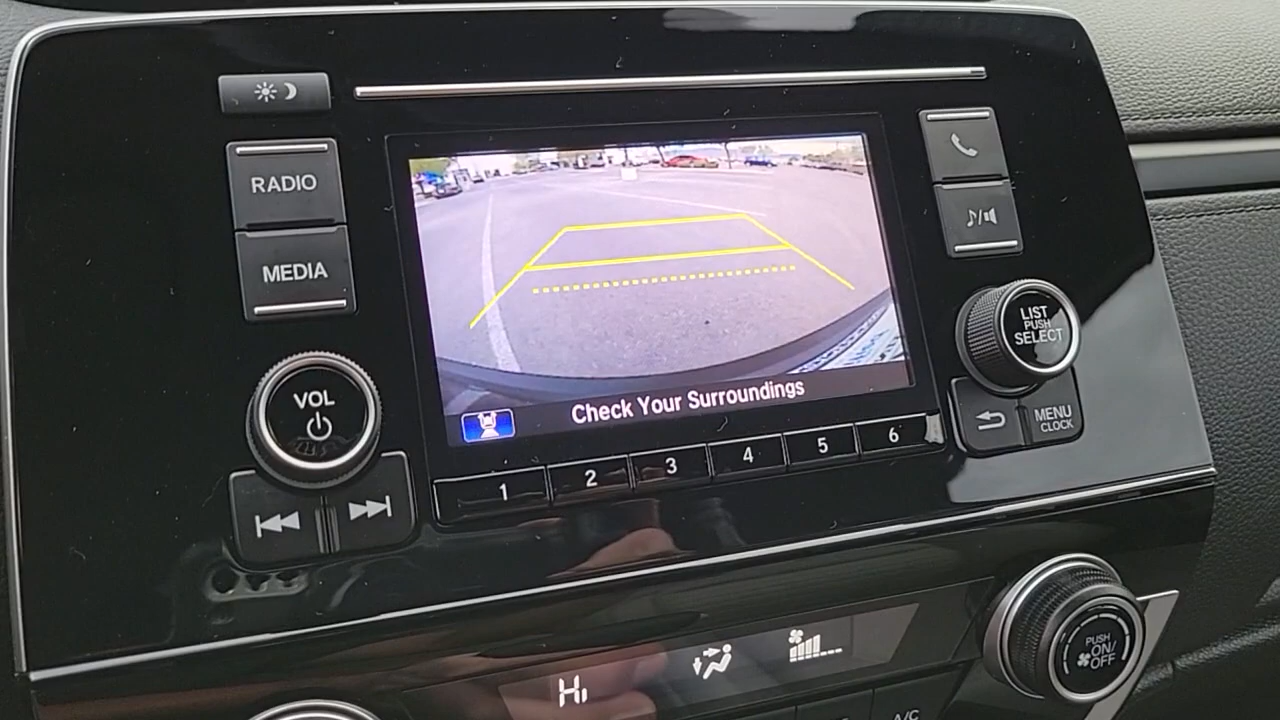 RADIO
MEDIA
VOL
Check Your Surroundings
1 2 3 4 5 6
LIST
PUSH
SELECT
MENU
CLOCK
HI
PUSH
ON/
OFF
A/C